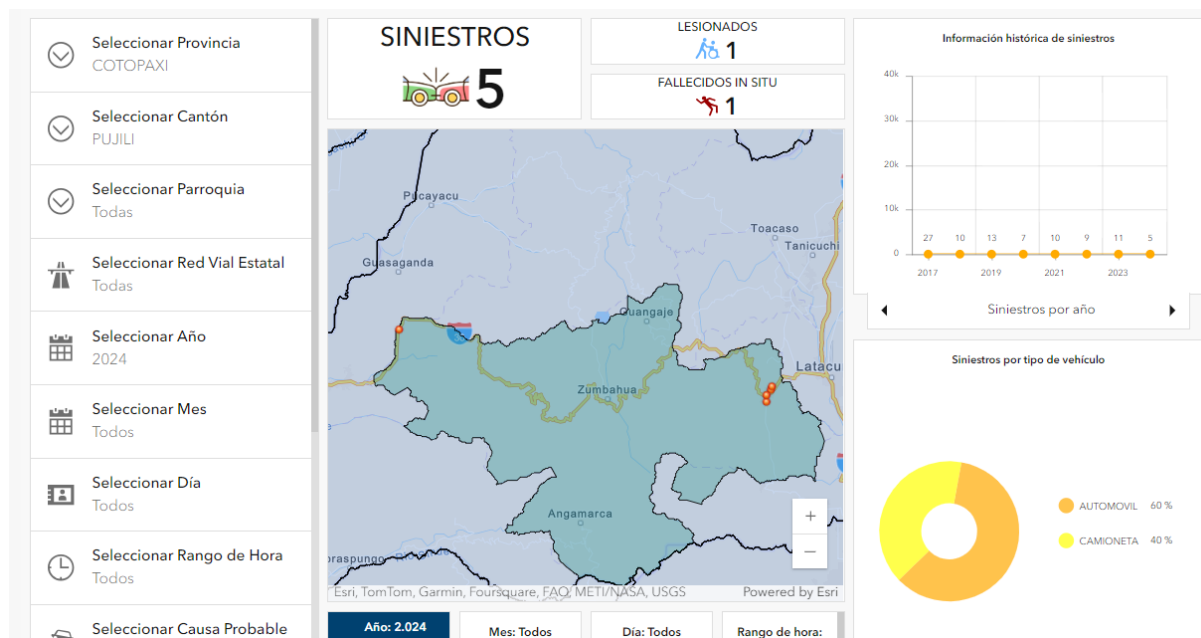 Seleccionar Provincia
COTOPAXI
Seleccionar Cantón
PUJILI
Seleccionar Parroquia
Todas
Seleccionar Red Vial Estatal
Todas
Seleccionar Año
2024
Seleccionar Mes
Todos
Seleccionar Día
Todos
Seleccionar Rango de Hora
Todos
Seleccionar Causa Probable
SINIESTROS
5
LESIONADOS
1
FALLECIDOS IN SITU
1
Pucayacu
Toacaso
Tanicuchi
Guasaganda
Guangaje
Latacu
Zumbahua
Angamarca
+
−
Esri, TomTom, Garmin, Foursquare, FAO, METI/NASA, USGS
Powered by Esri
Año: 2.024
Mes: Todos
Día: Todos
Rango de hora:
Información histórica de siniestros
40k
30k
20k
10k
0
27 10 13 7 10 9 11 5
2017 2019 2021 2023
Siniestros por año
Siniestros por tipo de vehículo
AUTOMOVIL 60 %
CAMIONETA 40 %